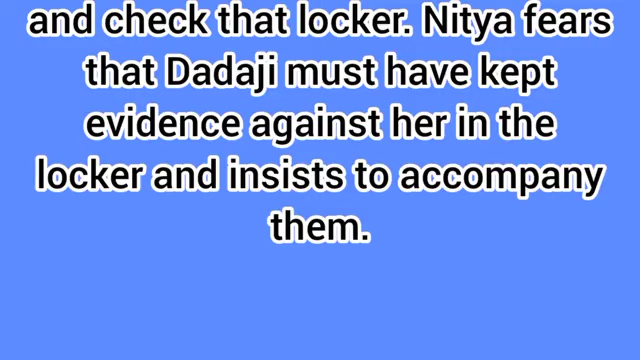 and check that locker. Nitya fears
that Dadaji must have kept
evidence against her in the
locker and insists to accompany
them.